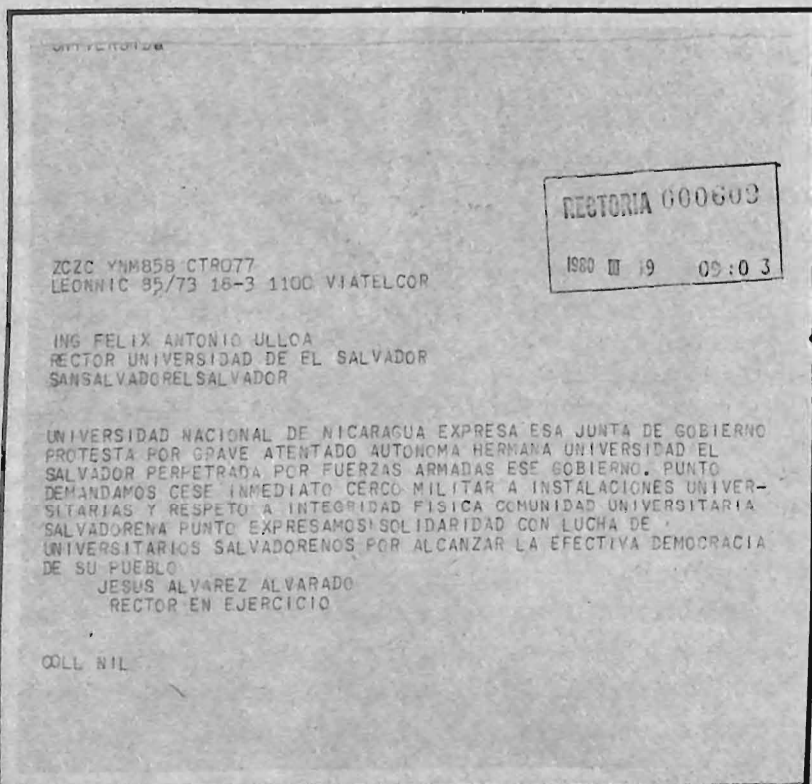 UNIVERSIDa
RECTORIA 000603
1980 III 19 09:03
ZCZC YNM858 CTR077
LEONNIC 85/73 18-3 1100 VIATELCOR
ING FELIX ANTONIO ULLOA
RECTOR UNIVERSIDAD DE EL SALVADOR
SANSALVADORELSALVADOR
UNIVERSIDAD NACIONAL DE NICARAGUA EXPRESA ESA JUNTA DE GOBIERNO
PROTESTA POR GRAVE ATENTADO AUTONOMA HERMANA UNIVERSIDAD EL
SALVADOR PERPETRADA POR FUERZAS ARMADAS ESE GOBIERNO. PUNTO
DEMANDAMOS CESE INMEDIATO CERCO MILITAR A INSTALACIONES UNIVER-
SITARIAS Y RESPETO A INTEGRIDAD FISICA COMUNIDAD UNIVERSITARIA
SALVADORENA PUNTO EXPRESAMOS SOLIDARIDAD CON LUCHA DE
UNIVERSITARIOS SALVADORENOS POR ALCANZAR LA EFECTIVA DEMOCRACIA
DE SU PUEBLO
JESUS ALVAREZ ALVARADO
RECTOR EN EJERCICIO
COLL NIL